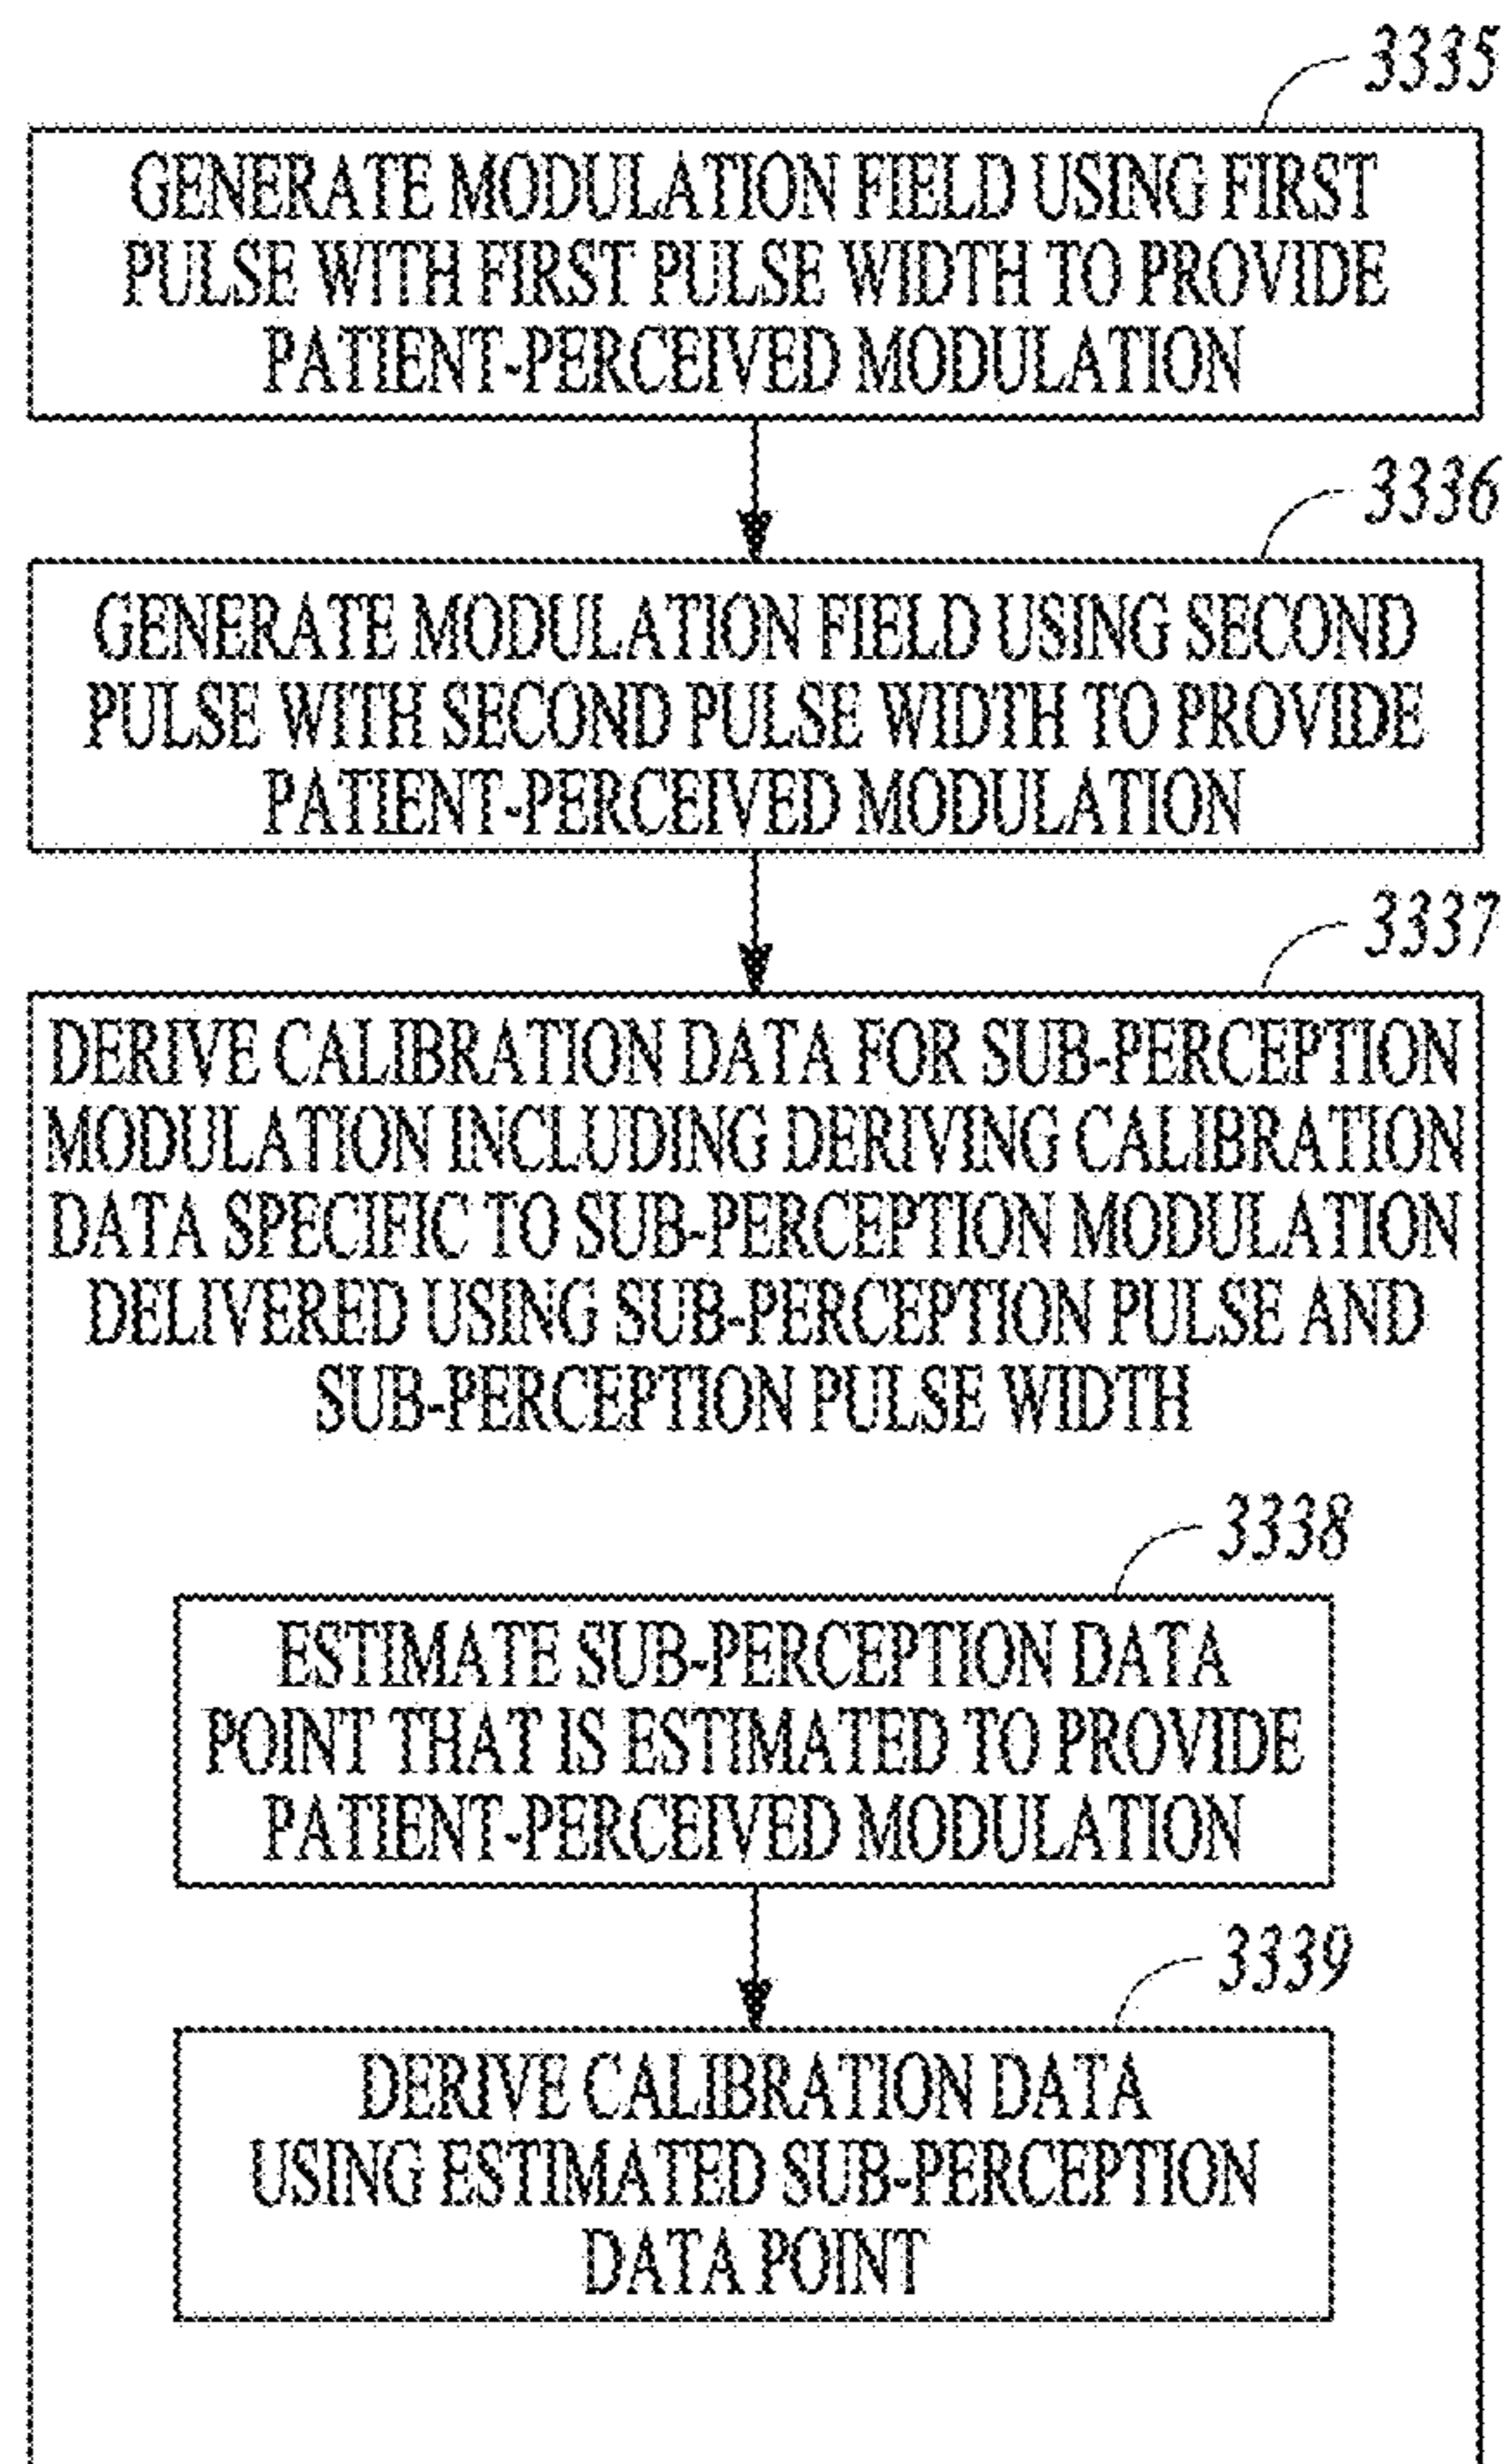 3335
GENERATE MODULATION FIELD USING FIRST
PULSE WITH FIRST PULSE WIDTH TO PROVIDE
PATIENT-PERCEIVED MODULATION
3336
GENERATE MODULATION FIELD USING SECOND
PULSE WITH SECOND PULSE WIDTH TO PROVIDE
PATIENT-PERCEIVED MODULATION
3337
DERIVE CALIBRATION DATA FOR SUB-PERCEPTION
MODULATION INCLUDING DERIVING CALIBRATION
DATA SPECIFIC TO SUB-PERCEPTION MODULATION
DELIVERED USING SUB-PERCEPTION PULSE AND
SUB-PERCEPTION PULSE WIDTH
3338
ESTIMATE SUB-PERCEPTION DATA
POINT THAT IS ESTIMATED TO PROVIDE
PATIENT-PERCEIVED MODULATION
3339
DERIVE CALIBRATION DATA
USING ESTIMATED SUB-PERCEPTION
DATA POINT